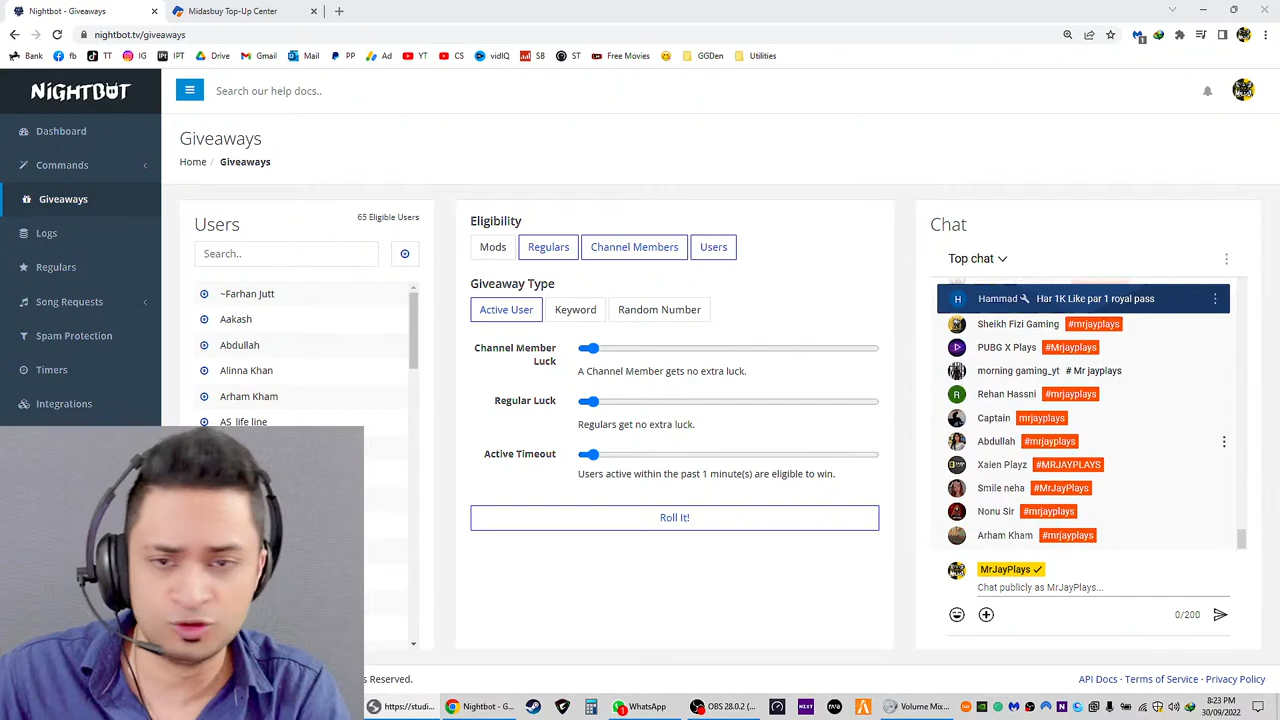 Nightbot - Giveaways
Midasbuy Top-Up Center
nightbot.tv/giveaways
Bank
fb
TT
IG
IPT
Drive
Gmail
Mail
PP
Ad
YT
CS
vidIQ
SB
ST
Free Movies
GGDen
Utilities
NIGHTBOT
Search our help docs..
Dashboard
Commands
Giveaways
Logs
Regulars
Song Requests
Spam Protection
Timers
Integrations
Giveaways
Home / Giveaways
Users
65 Eligible Users
Search..
~Farhan Jutt
Aakash
Abdullah
Alinna Khan
Arham Kham
AS life line
Eligibility
Mods
Regulars
Channel Members
Users
Giveaway Type
Active User
Keyword
Random Number
Channel Member
Luck
A Channel Member gets no extra luck.
Regular Luck
Regulars get no extra luck.
Active Timeout
Users active within the past 1 minute(s) are eligible to win.
Roll It!
Chat
Top chat
H Hammad Har 1K Like par 1 royal pass
Sheikh Fizi Gaming #mrjayplays
PUBG X Plays #Mrjayplays
morning gaming_yt # Mr jayplays
R Rehan Hassni #mrjayplays
Captain mrjayplays
Abdullah #mrjayplays
Xaien Playz #MRJAYPLAYS
Smile neha #MrJayPlays
Nonu Sir #mrjayplays
Arham Kham #mrjayplays
MrJayPlays
Chat publicly as MrJayPlays...
0/200
s Reserved.
API Docs · Terms of Service · Privacy Policy
https://studi...
Nightbot - G...
WhatsApp
OBS 28.0.2 (...
NZXT
Volume Mix...
8:23 PM
30/09/2022